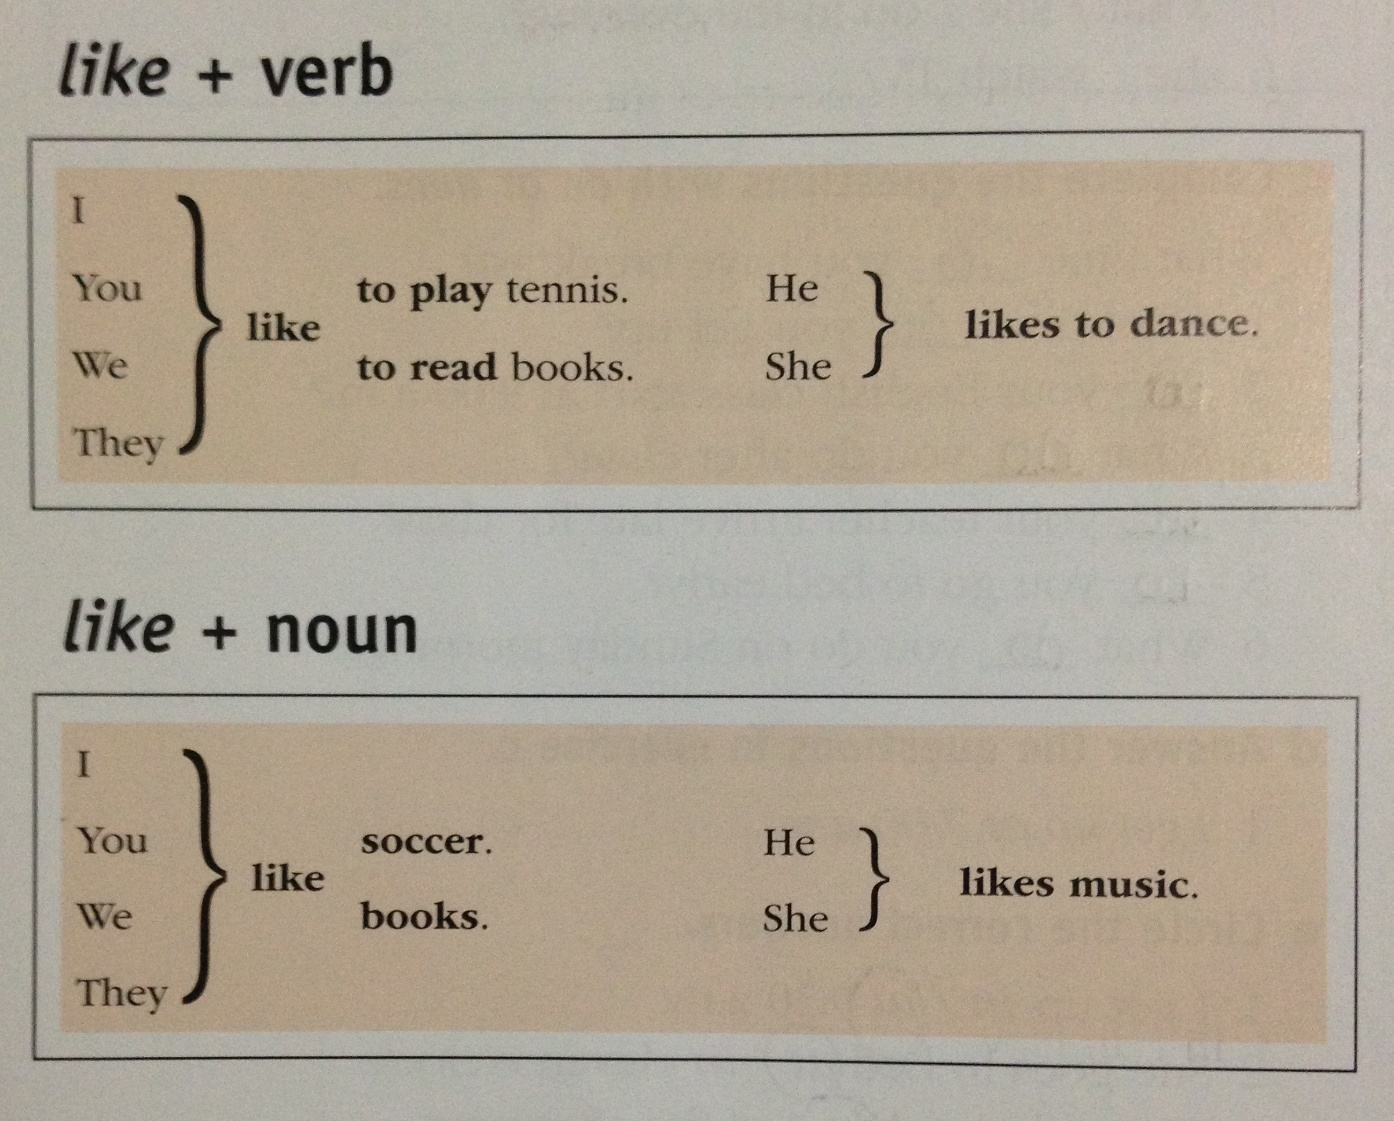 like + verb
I
You
We
They
like
to play tennis.
to read books.
He
She
likes to dance.
like + noun
I
You
We
They
like
soccer.
books.
He
She
likes music.